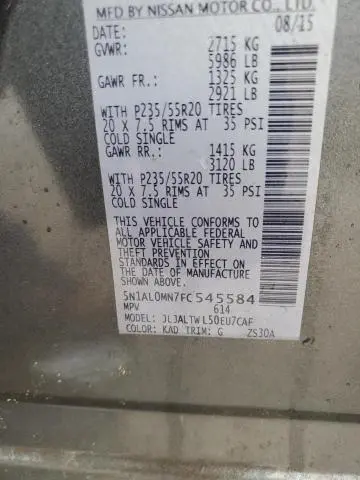 MFD BY NISSAN MOTOR CO., LTD.
DATE: 08/15
GVWR: 2715 KG
5986 LB
GAWR FR.: 1325 KG
2921 LB
WITH P235/55R20 TIRES
20 X 7.5 RIMS AT 35 PSI
COLD SINGLE
GAWR RR.: 1415 KG
3120 LB
WITH P235/55R20 TIRES
20 X 7.5 RIMS AT 35 PSI
COLD SINGLE
THIS VEHICLE CONFORMS TO
ALL APPLICABLE FEDERAL
MOTOR VEHICLE SAFETY
AND THEFT PREVENTION
STANDARDS IN EFFECT ON
THE DATE OF MANUFACTURE
SHOWN ABOVE.
5N1AL0MN7FC545584
MPV 614
MODEL: JLJALTWL50EU7CAF
COLOR: KAD TRIM: G ZS30A